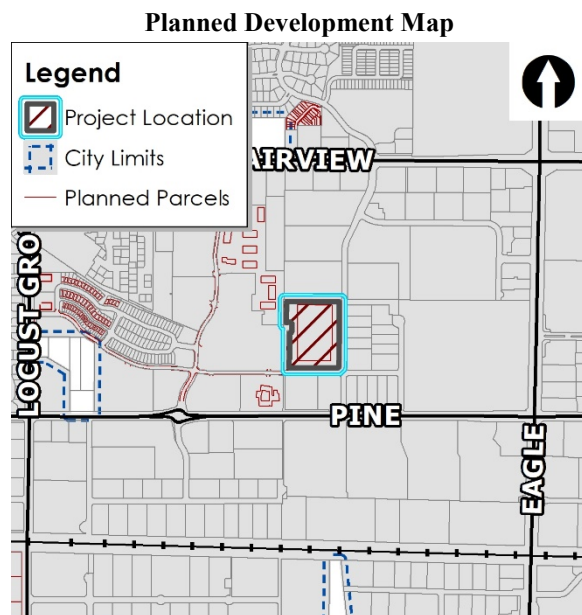 Planned Development Map
Legend
Project Location
City Limits
Planned Parcels
AIRVIEW
LOCUST GRO
PINE
EAGLE